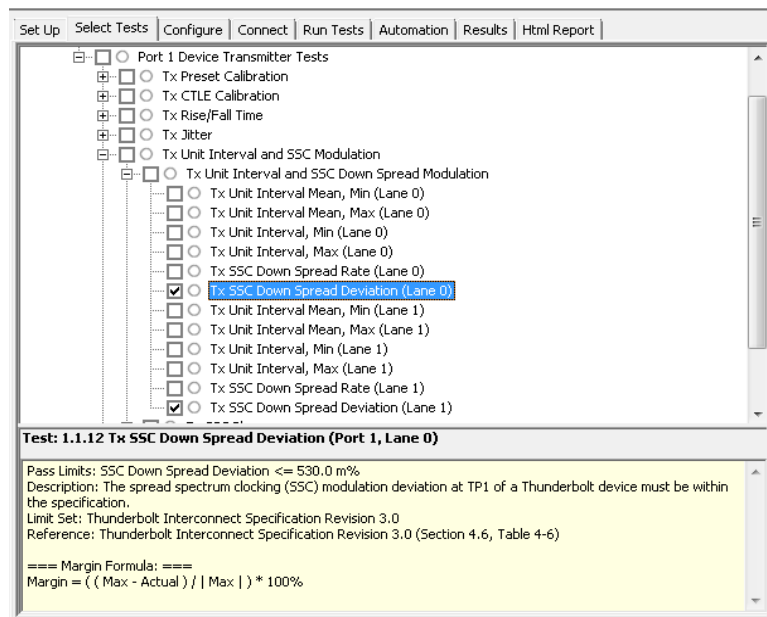 Set Up Select Tests Configure Connect Run Tests Automation Results Html Report
Port 1 Device Transmitter Tests
Tx Preset Calibration
Tx CTLE Calibration
Tx Rise/Fall Time
Tx Jitter
Tx Unit Interval and SSC Modulation
Tx Unit Interval and SSC Down Spread Modulation
Tx Unit Interval Mean, Min (Lane 0)
Tx Unit Interval Mean, Max (Lane 0)
Tx Unit Interval, Min (Lane 0)
Tx Unit Interval, Max (Lane 0)
Tx SSC Down Spread Rate (Lane 0)
Tx SSC Down Spread Deviation (Lane 0)
Tx Unit Interval Mean, Min (Lane 1)
Tx Unit Interval Mean, Max (Lane 1)
Tx Unit Interval, Min (Lane 1)
Tx Unit Interval, Max (Lane 1)
Tx SSC Down Spread Rate (Lane 1)
Tx SSC Down Spread Deviation (Lane 1)
Test: 1.1.12 Tx SSC Down Spread Deviation (Port 1, Lane 0)
Pass Limits: SSC Down Spread Deviation <= 530.0 m%
Description: The spread spectrum clocking (SSC) modulation deviation at TP1 of a Thunderbolt device must be within
the specification.
Limit Set: Thunderbolt Interconnect Specification Revision 3.0
Reference: Thunderbolt Interconnect Specification Revision 3.0 (Section 4.6, Table 4-6)
=== Margin Formula: ===
Margin = ( ( Max - Actual ) / | Max | ) * 100%